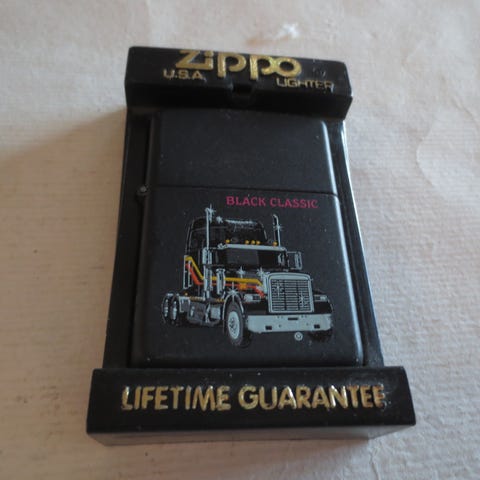 Zippo
U.S.A. LIGHTER
BLACK CLASSIC
®
LIFETIME GUARANTEE